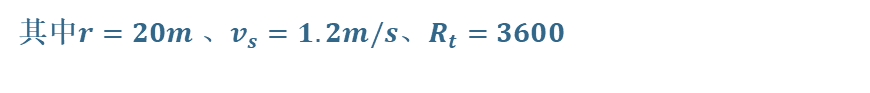 其中r = 20m 、v_s = 1.2m/s、R_t = 3600